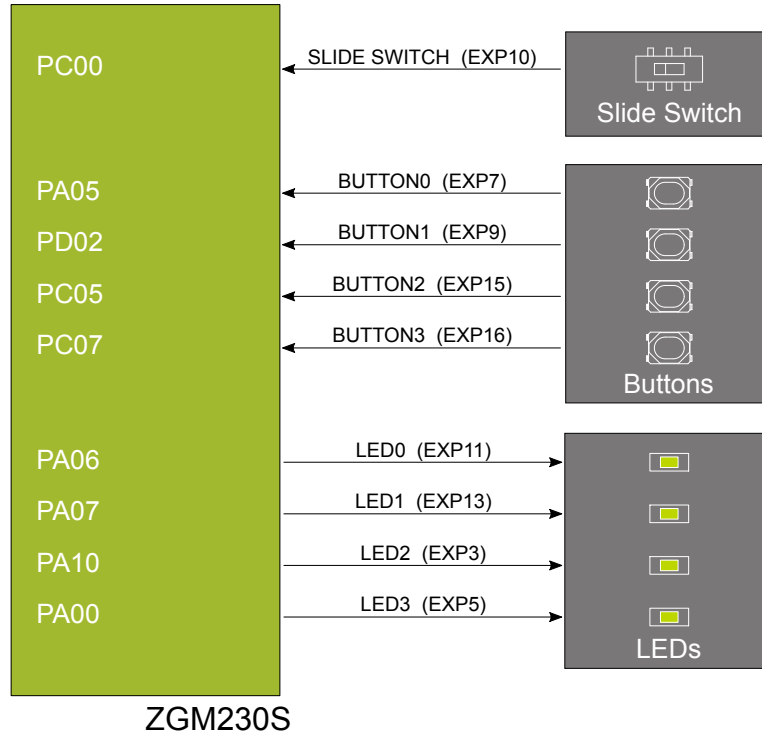 PC00
SLIDE SWITCH (EXP10)
Slide Switch
PA05
BUTTON0 (EXP7)
PD02
BUTTON1 (EXP9)
PC05
BUTTON2 (EXP15)
PC07
BUTTON3 (EXP16)
Buttons
PA06
LED0 (EXP11)
PA07
LED1 (EXP13)
PA10
LED2 (EXP3)
PA00
LED3 (EXP5)
LEDs
ZGM230S